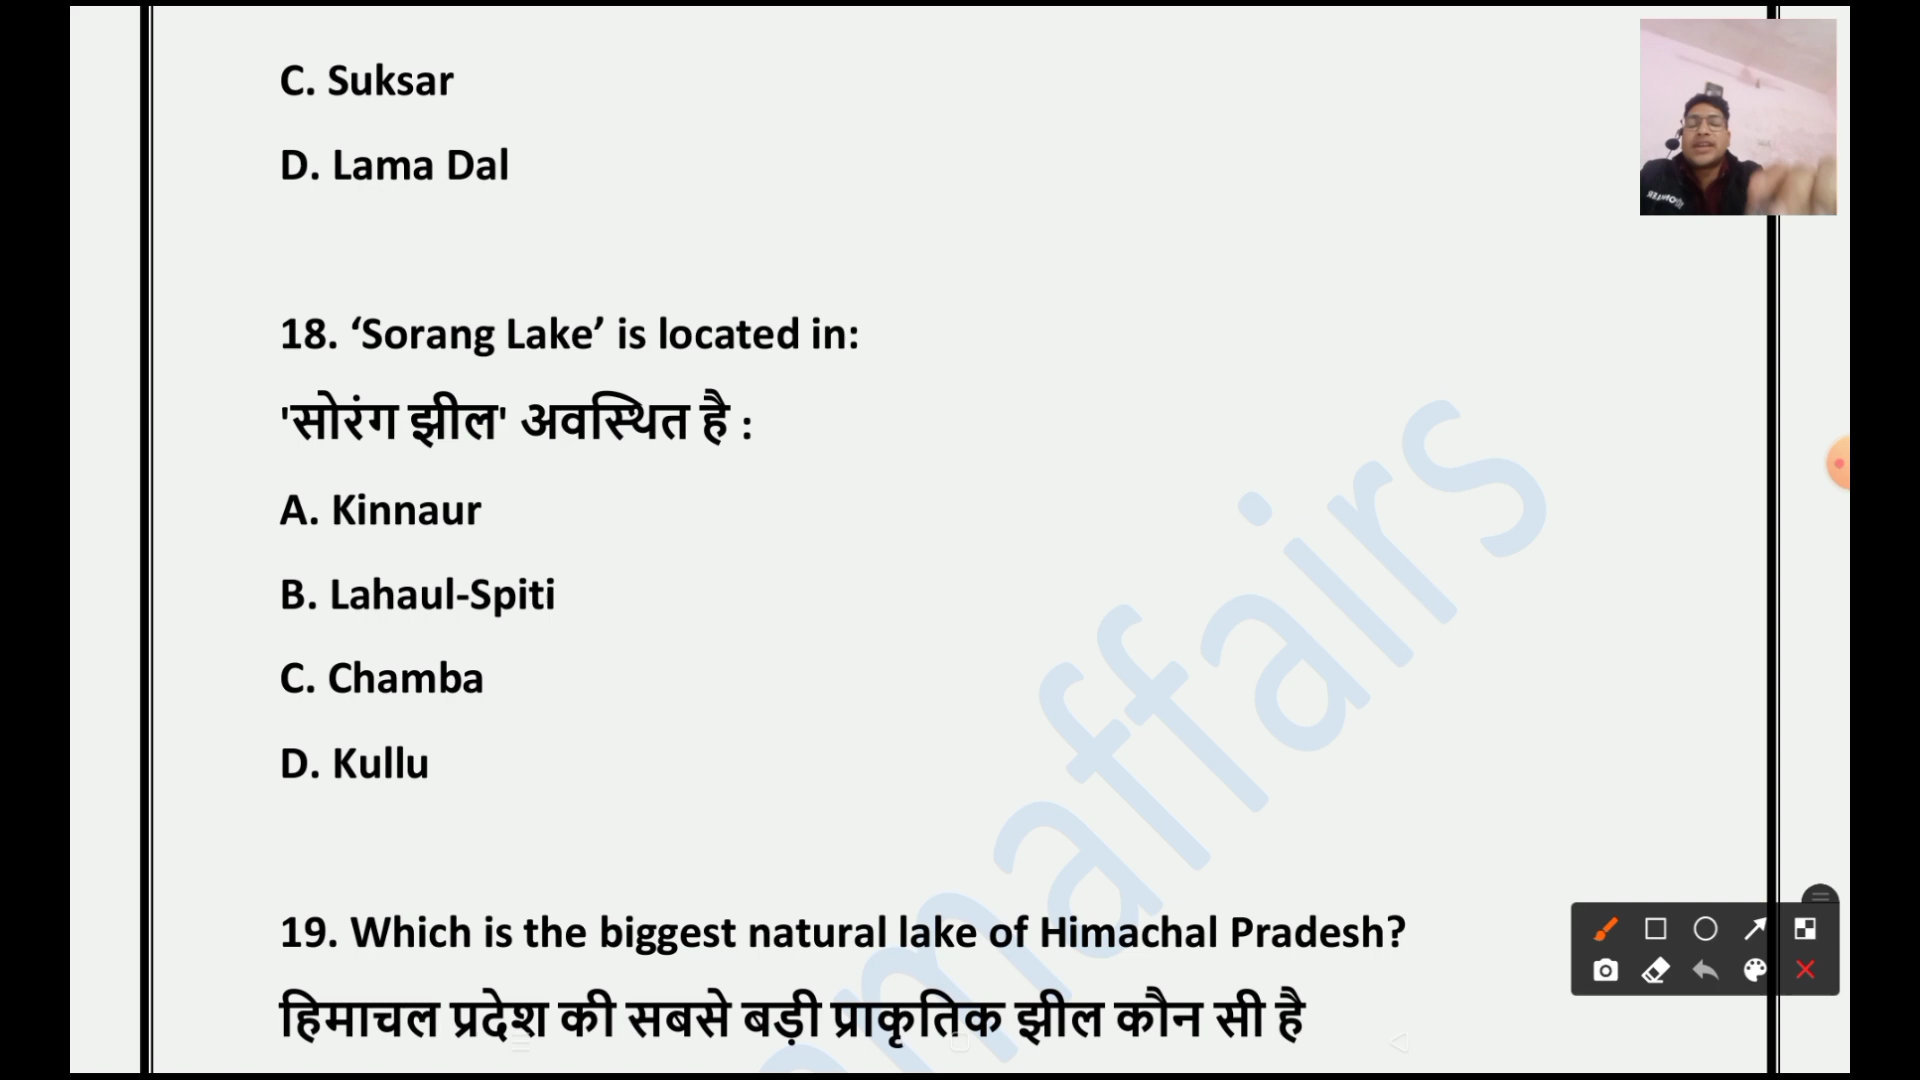 C. Suksar
D. Lama Dal
18. ‘Sorang Lake’ is located in:
'सोरंग झील' अवस्थित है :
A. Kinnaur
B. Lahaul-Spiti
C. Chamba
D. Kullu
19. Which is the biggest natural lake of Himachal Pradesh?
हिमाचल प्रदेश की सबसे बड़ी प्राकृतिक झील कौन सी है
maffairs